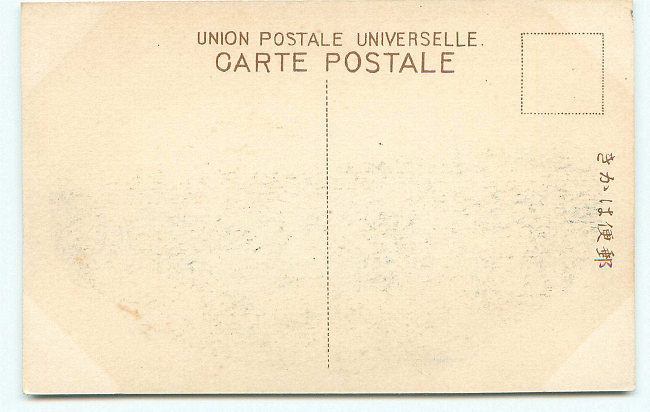 UNION POSTALE UNIVERSELLE.
CARTE POSTALE
郵便はかき